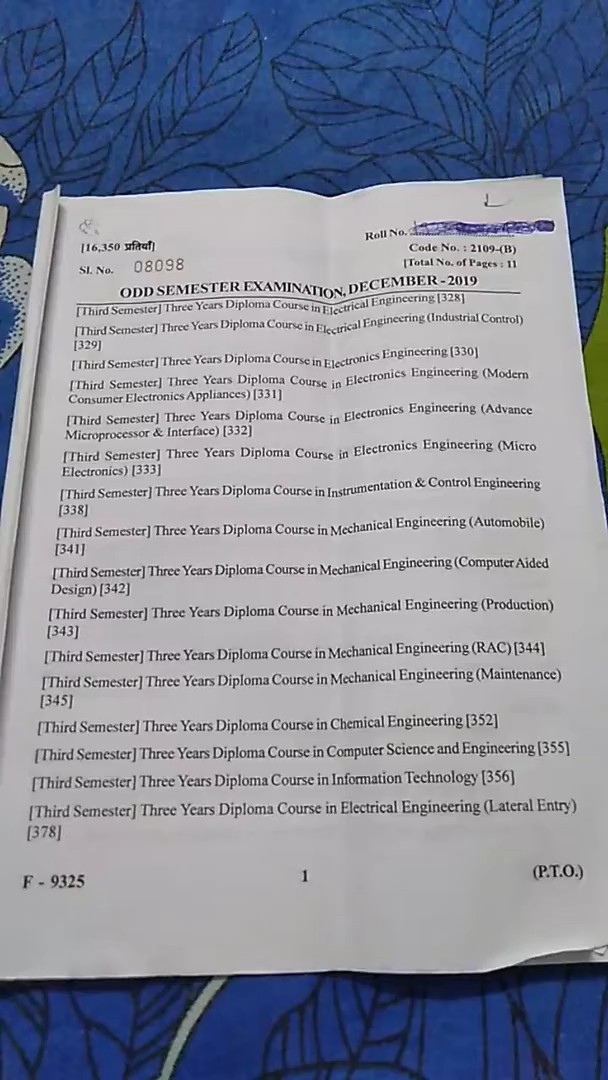 [16,350 प्रतियाँ]
Roll No.
Code No. : 2109-(B)
Sl. No. 08098
[Total No. of Pages : 11
ODD SEMESTER EXAMINATION, DECEMBER - 2019
[Third Semester] Three Years Diploma Course in Electrical Engineering [328]
[Third Semester] Three Years Diploma Course in Electrical Engineering (Industrial Control)
[329]
[Third Semester] Three Years Diploma Course in Electronics Engineering [330]
[Third Semester] Three Years Diploma Course in Electronics Engineering (Modern
Consumer Electronics Appliances) [331]
[Third Semester] Three Years Diploma Course in Electronics Engineering (Advance
Microprocessor & Interface) [332]
[Third Semester] Three Years Diploma Course in Electronics Engineering (Micro
Electronics) [333]
[Third Semester] Three Years Diploma Course in Instrumentation & Control Engineering
[338]
[Third Semester] Three Years Diploma Course in Mechanical Engineering (Automobile)
[341]
[Third Semester] Three Years Diploma Course in Mechanical Engineering (Computer Aided
Design) [342]
[Third Semester] Three Years Diploma Course in Mechanical Engineering (Production)
[343]
[Third Semester] Three Years Diploma Course in Mechanical Engineering (RAC) [344]
[Third Semester] Three Years Diploma Course in Mechanical Engineering (Maintenance)
[345]
[Third Semester] Three Years Diploma Course in Chemical Engineering [352]
[Third Semester] Three Years Diploma Course in Computer Science and Engineering [355]
[Third Semester] Three Years Diploma Course in Information Technology [356]
[Third Semester] Three Years Diploma Course in Electrical Engineering (Lateral Entry)
[378]
F - 9325
1
(P.T.O.)